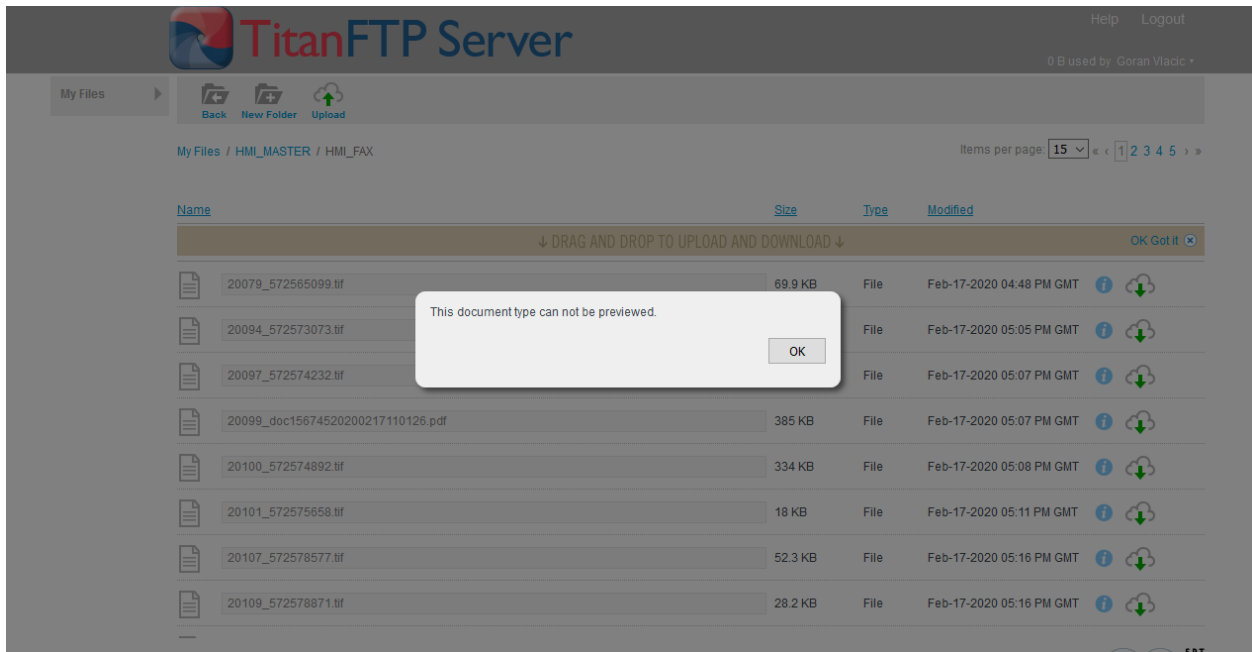 TitanFTP Server
Help Logout
0 B used by Goran Vlacic
My Files
Back New Folder Upload
My Files / HMI_MASTER / HMI_FAX
Items per page: 15 « ‹ 1 2 3 4 5 › »
Name Size Type Modified
↓ DRAG AND DROP TO UPLOAD AND DOWNLOAD ↓ OK Got it
20079_572565099.tif 69.9 KB File Feb-17-2020 04:48 PM GMT
This document type can not be previewed.
20094_572573073.tif File Feb-17-2020 05:05 PM GMT
OK
20097_572574232.tif File Feb-17-2020 05:07 PM GMT
20099_doc15674520200217110126.pdf 385 KB File Feb-17-2020 05:07 PM GMT
20100_572574892.tif 334 KB File Feb-17-2020 05:08 PM GMT
20101_572575658.tif 18 KB File Feb-17-2020 05:11 PM GMT
20107_572578577.tif 52.3 KB File Feb-17-2020 05:16 PM GMT
20109_572578871.tif 28.2 KB File Feb-17-2020 05:16 PM GMT